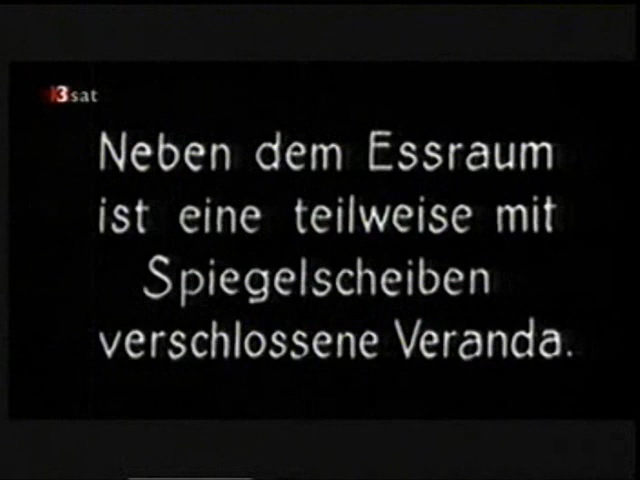 3sat
Neben dem Essraum
ist eine teilweise mit
Spiegelscheiben
verschlossene Veranda.